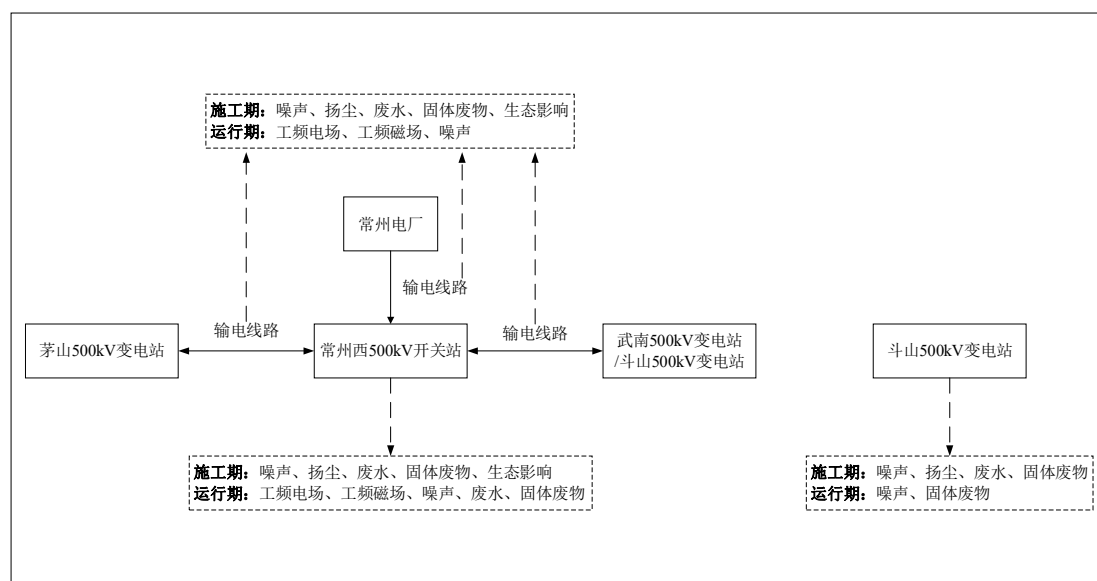 施工期：噪声、扬尘、废水、固体废物、生态影响
运行期：工频电场、工频磁场、噪声
常州电厂
输电线路
输电线路
输电线路
茅山500kV变电站
常州西500kV开关站
武南500kV变电站
/斗山500kV变电站
斗山500kV变电站
施工期：噪声、扬尘、废水、固体废物、生态影响
运行期：工频电场、工频磁场、噪声、废水、固体废物
施工期：噪声、扬尘、废水、固体废物
运行期：噪声、固体废物